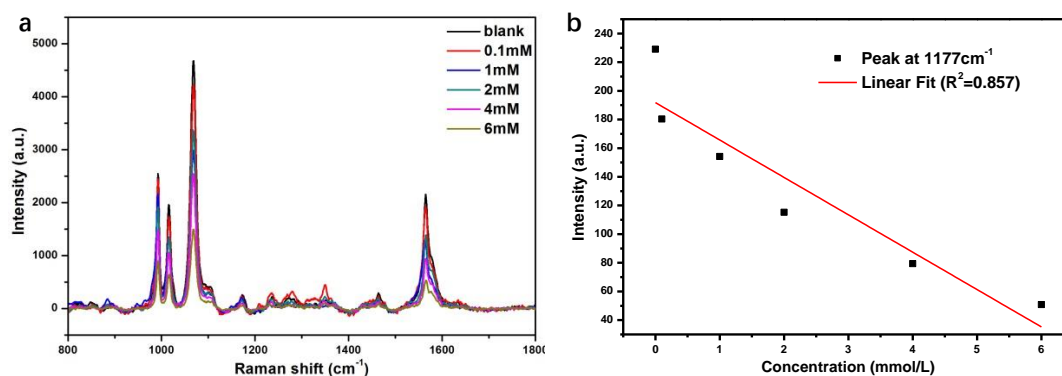 a
blank
0.1mM
1mM
2mM
4mM
6mM
5000
4000
3000
2000
1000
0
Intensity (a.u.)
800 1000 1200 1400 1600 1800
Raman shift (cm⁻¹)
b
Peak at 1177cm⁻¹
Linear Fit (R²=0.857)
240
220
200
180
160
140
120
100
80
60
40
Intensity (a.u.)
0 1 2 3 4 5 6
Concentration (mmol/L)